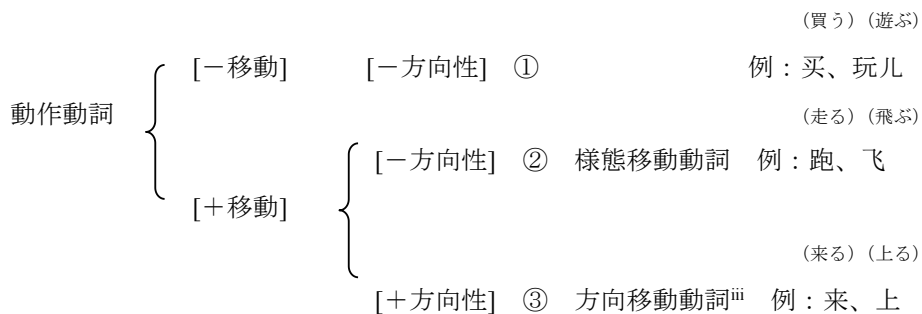 （買う）（遊ぶ）
[－移動] [－方向性] ① 例：买、玩儿
動作動詞
（走る）（飛ぶ）
[－方向性] ② 様態移動動詞 例：跑、飞
[＋移動]
（来る）（上る）
[＋方向性] ③ 方向移動動詞ⁱⁱⁱ 例：来、上